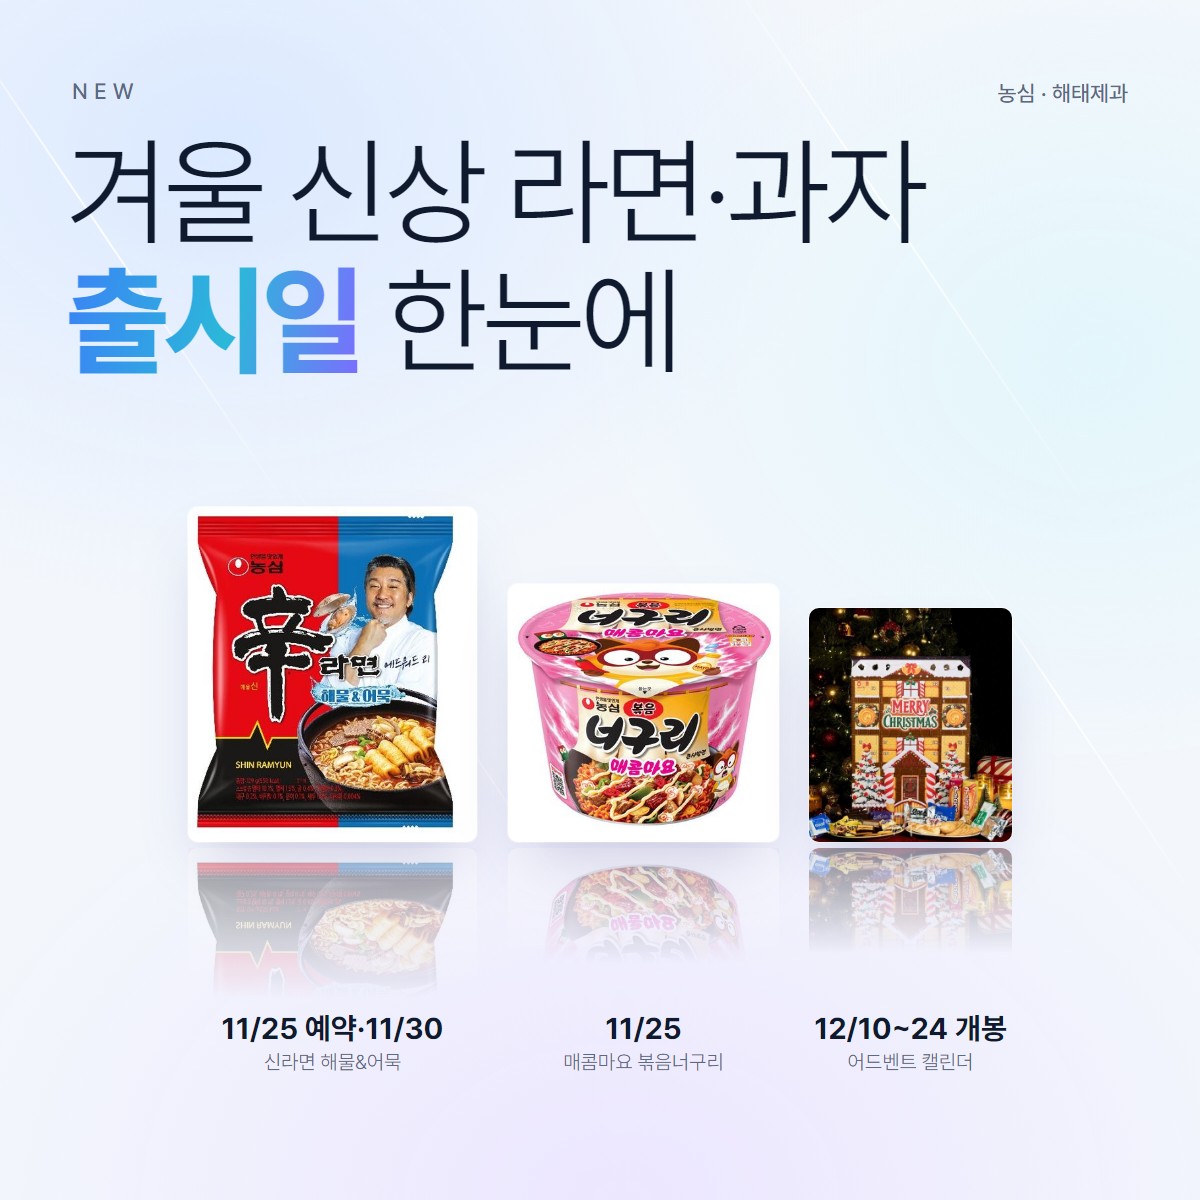 NEW
농심 · 해태제과
겨울 신상 라면·과자
출시일 한눈에
농심
辛
라면
에드워드 리
해물&어묵
SHIN RAMYUN
농심 볶음
너구리
매콤마요
농심 볶음
너구리
매콤마요
MERRY
CHRISTMAS
11/25 예약·11/30
신라면 해물&어묵
11/25
매콤마요 볶음너구리
12/10~24 개봉
어드벤트 캘린더